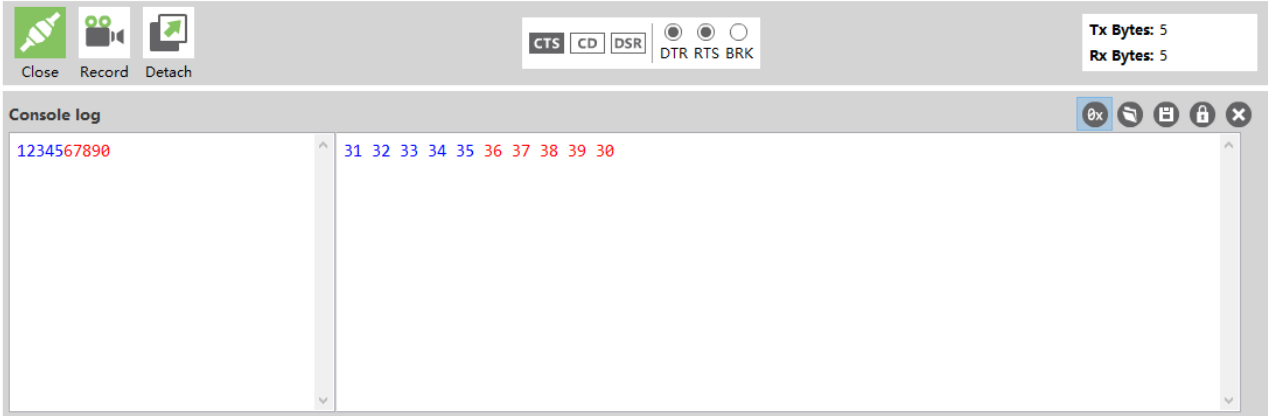 CTS CD DSR
DTR RTS BRK
Tx Bytes: 5
Rx Bytes: 5
Close Record Detach
Console log
0x
1234567890
31 32 33 34 35 36 37 38 39 30